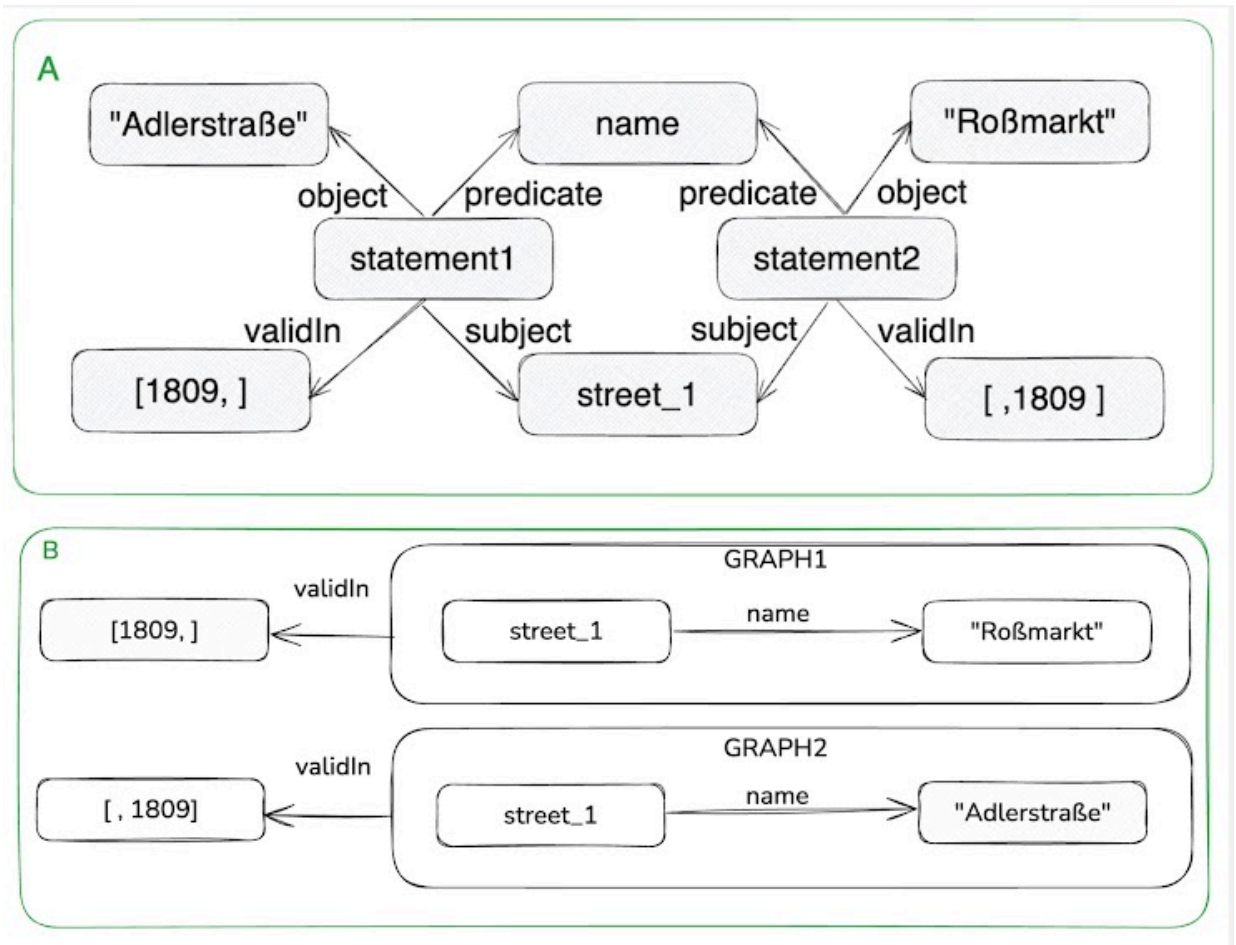 A
"Adlerstraße"
name
"Roßmarkt"
object
predicate
predicate
object
statement1
statement2
validIn
subject
subject
validIn
[1809, ]
street_1
[ ,1809 ]
B
GRAPH1
validIn
[1809, ]
street_1
name
"Roßmarkt"
GRAPH2
validIn
[ , 1809]
street_1
name
"Adlerstraße"